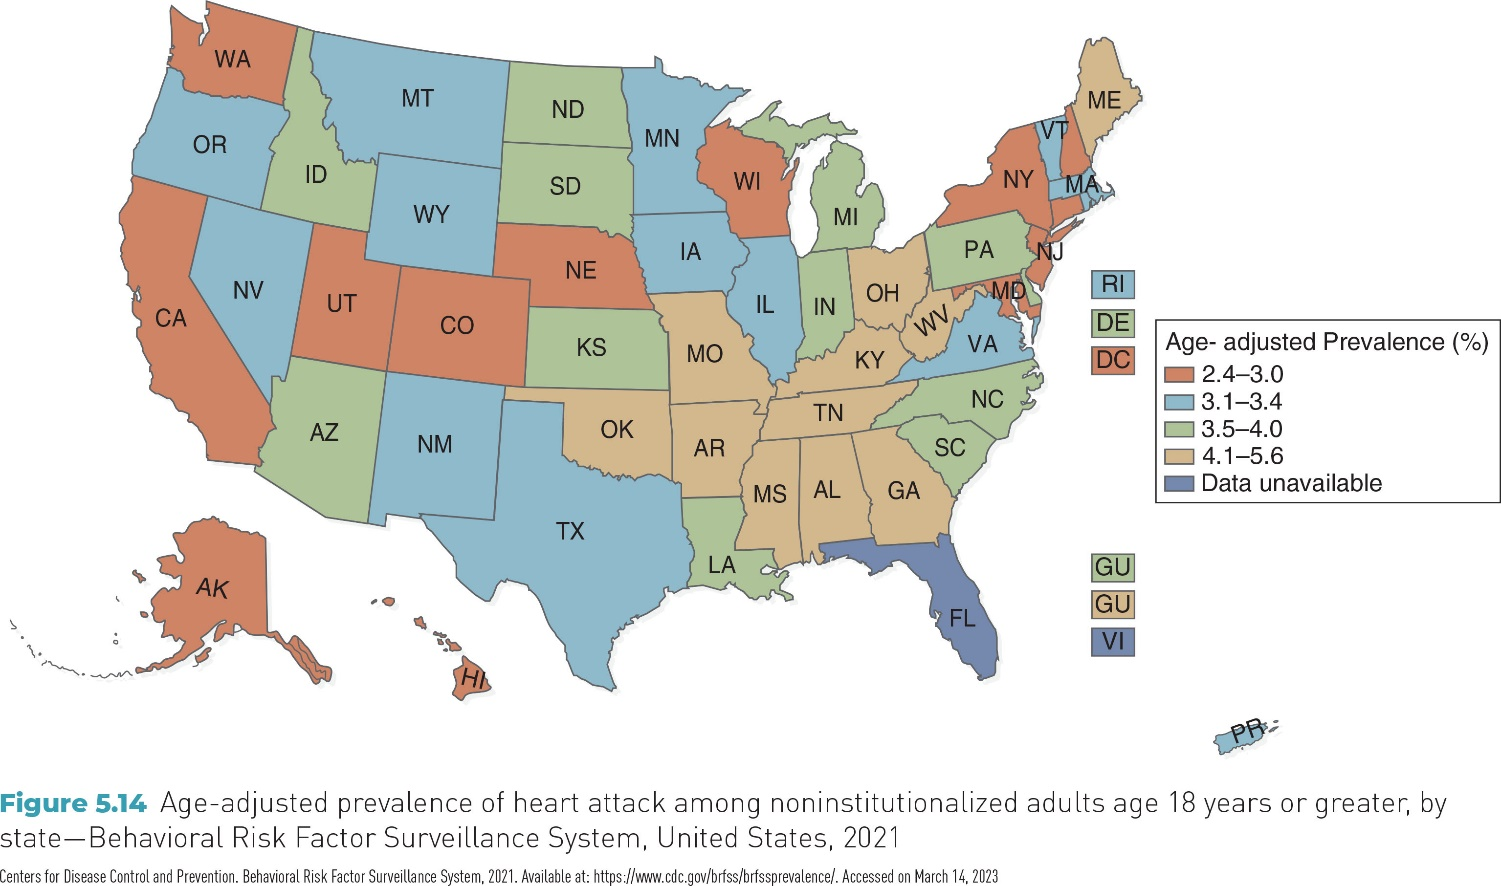 WA
MT
ND
MN
ME
OR
ID
SD
WI
VT
NY
MA
WY
MI
IA
PA
NJ
NE
NV
UT
CO
CA
IL
IN
OH
MD
WV
VA
RI
DE
DC
KS
MO
KY
AZ
NM
OK
AR
TN
NC
SC
MS
AL
GA
TX
LA
FL
AK
HI
GU
GU
VI
PR
Age- adjusted Prevalence (%)
2.4–3.0
3.1–3.4
3.5–4.0
4.1–5.6
Data unavailable
Figure 5.14 Age-adjusted prevalence of heart attack among noninstitutionalized adults age 18 years or greater, by
state—Behavioral Risk Factor Surveillance System, United States, 2021
Centers for Disease Control and Prevention. Behavioral Risk Factor Surveillance System, 2021. Available at: https://www.cdc.gov/brfss/brfssprevalence/. Accessed on March 14, 2023